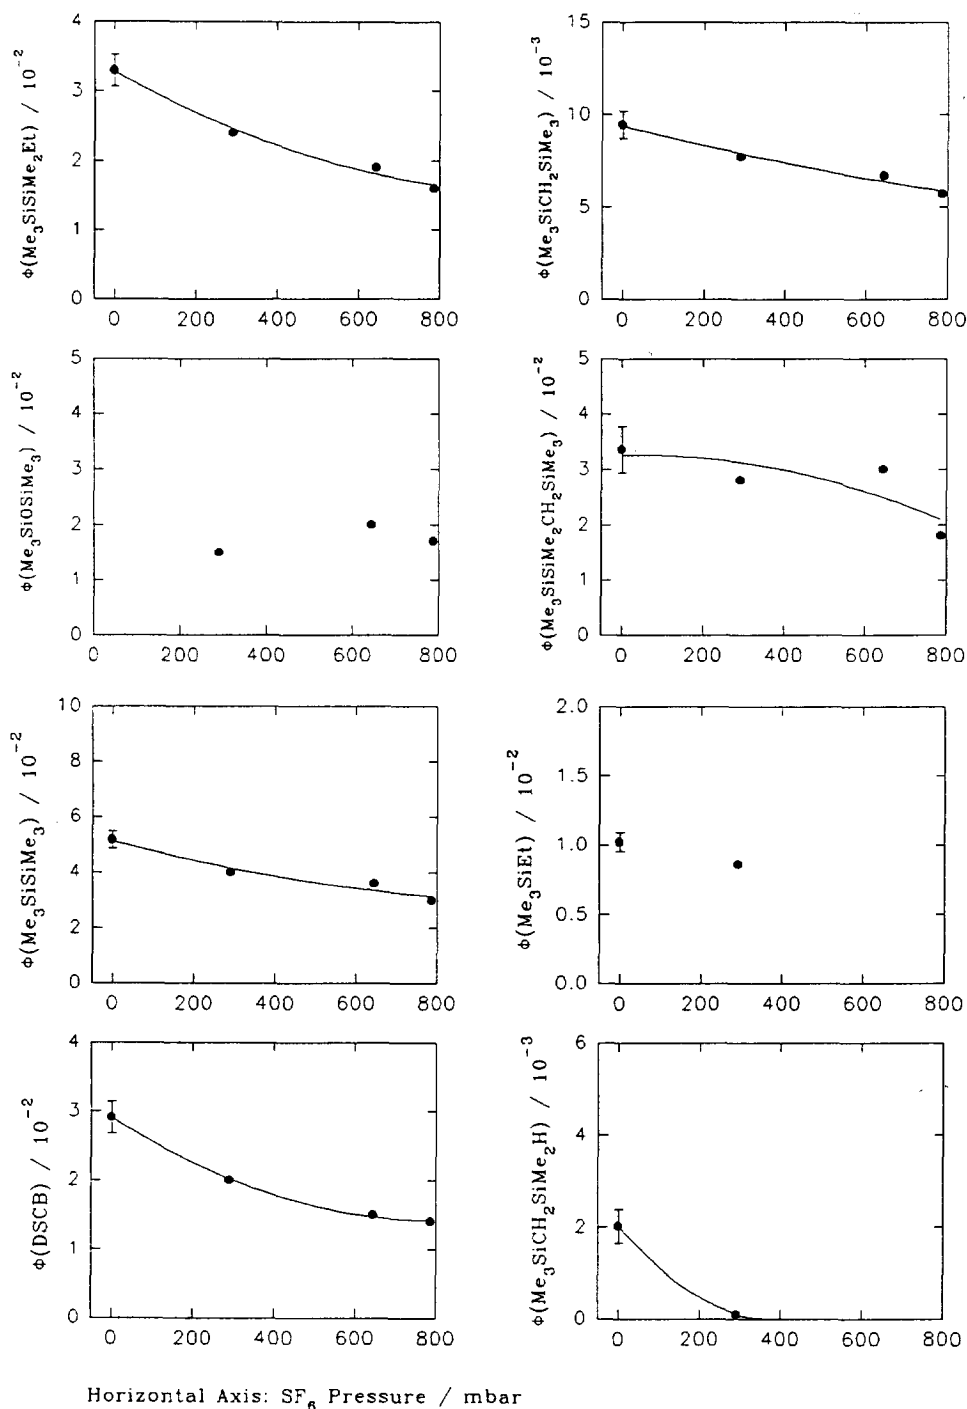 Φ(Me₃SiSiMe₂Et) / 10⁻²
4
3
2
1
0
0 200 400 600 800
Φ(Me₃SiCH₂SiMe₃) / 10⁻³
15
10
5
0
0 200 400 600 800
Φ(Me₃SiOSiMe₃) / 10⁻²
5
4
3
2
1
0
0 200 400 600 800
Φ(Me₃SiSiMe₂CH₂SiMe₃) / 10⁻²
5
4
3
2
1
0
0 200 400 600 800
Φ(Me₃SiSiMe₃) / 10⁻²
10
8
6
4
2
0
0 200 400 600 800
Φ(Me₃SiEt) / 10⁻²
2.0
1.5
1.0
0.5
0.0
0 200 400 600 800
Φ(DSCB) / 10⁻²
4
3
2
1
0
0 200 400 600 800
Φ(Me₃SiCH₂SiMe₂H) / 10⁻³
6
4
2
0
0 200 400 600 800
Horizontal Axis: SF₆ Pressure / mbar